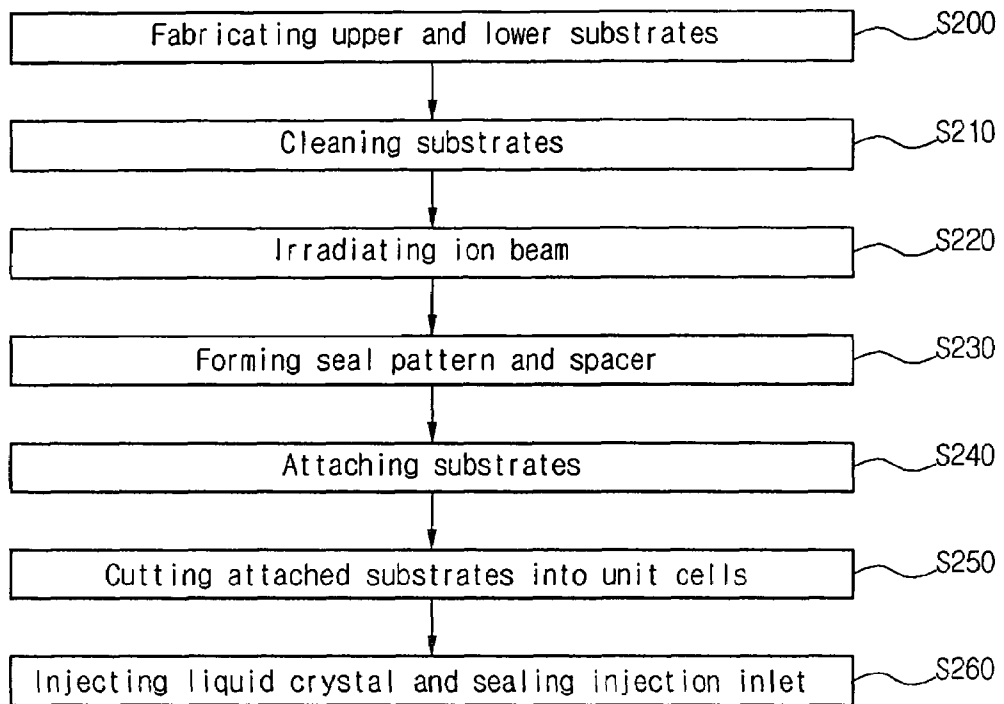 Fabricating upper and lower substrates S200
Cleaning substrates S210
Irradiating ion beam S220
Forming seal pattern and spacer S230
Attaching substrates S240
Cutting attached substrates into unit cells S250
Injecting liquid crystal and sealing injection inlet S260